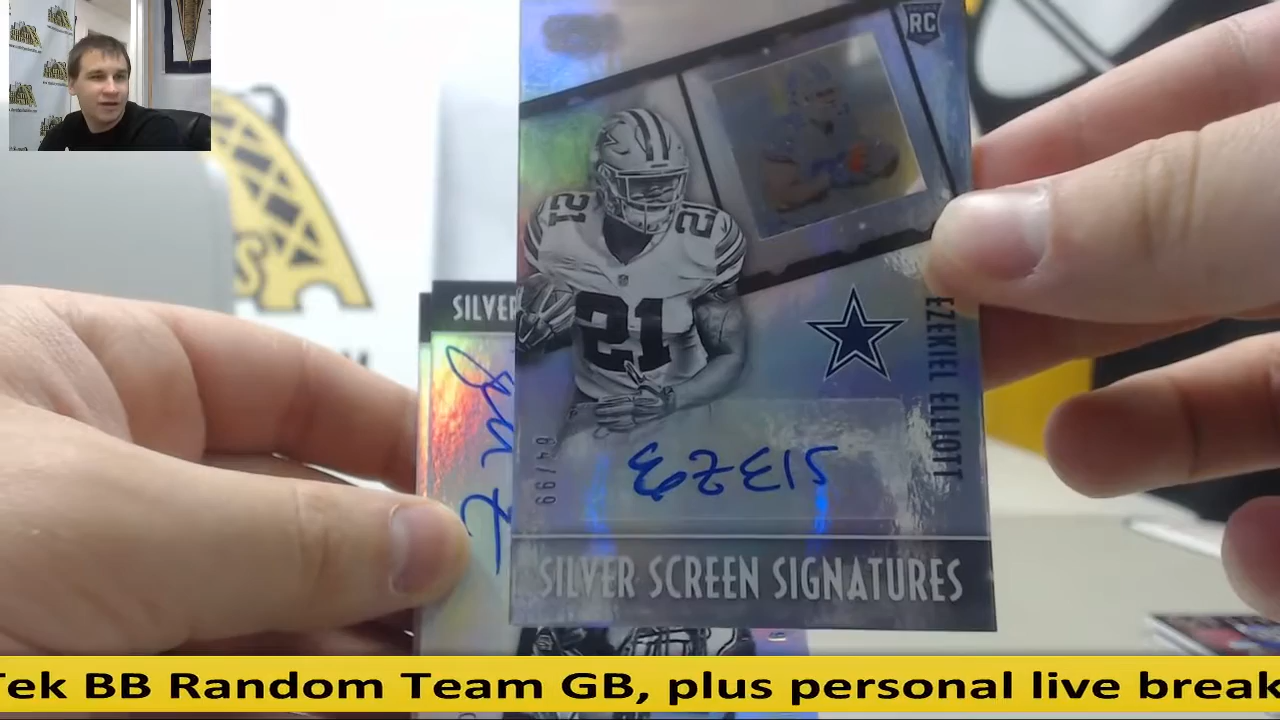 RC
21
21
21
EZEKIEL ELLIOTT
64/99
SILVER
SILVER SCREEN SIGNATURES
Tek BB Random Team GB, plus personal live break